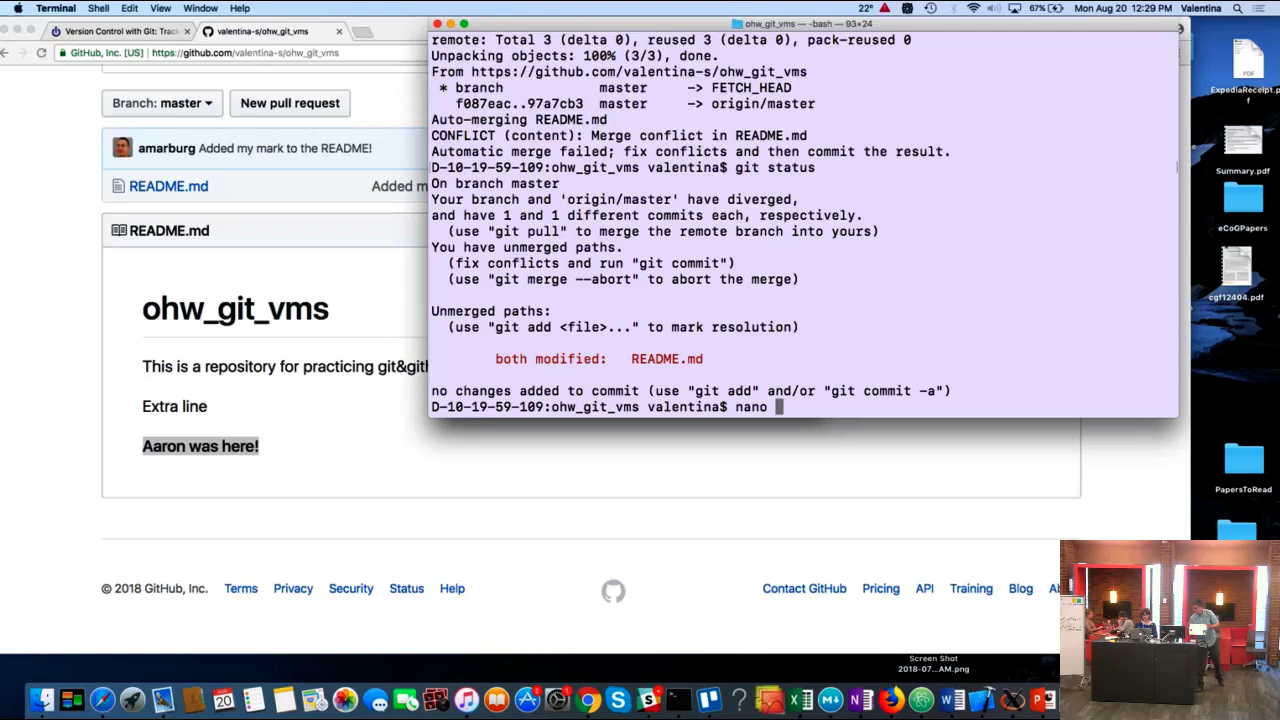 Terminal Shell Edit View Window Help
22° 67% Mon Aug 20 12:29 PM Valentina
Version Control with Git: Track
valentina-s/ohw_git_vms
GitHub, Inc. [US] https://github.com/valentina-s/ohw_git_vms
Branch: master New pull request
amarburg Added my mark to the README!
README.md Added m
README.md
ohw_git_vms
This is a repository for practicing git&gith
Extra line
Aaron was here!
© 2018 GitHub, Inc. Terms Privacy Security Status Help
Contact GitHub Pricing API Training Blog Ab
ohw_git_vms — -bash — 93×24
remote: Total 3 (delta 0), reused 3 (delta 0), pack-reused 0
Unpacking objects: 100% (3/3), done.
From https://github.com/valentina-s/ohw_git_vms
* branch master -> FETCH_HEAD
f087eac..97a7cb3 master -> origin/master
Auto-merging README.md
CONFLICT (content): Merge conflict in README.md
Automatic merge failed; fix conflicts and then commit the result.
D-10-19-59-109:ohw_git_vms valentina$ git status
On branch master
Your branch and 'origin/master' have diverged,
and have 1 and 1 different commits each, respectively.
(use "git pull" to merge the remote branch into yours)
You have unmerged paths.
(fix conflicts and run "git commit")
(use "git merge --abort" to abort the merge)
Unmerged paths:
(use "git add <file>..." to mark resolution)
both modified: README.md
no changes added to commit (use "git add" and/or "git commit -a")
D-10-19-59-109:ohw_git_vms valentina$ nano
PDF
ExpediaReceipt.p
f
Summary.pdf
eCoGPapers
cgf12404.pdf
PapersToRead
Screen Shot
2018-07...AM.png